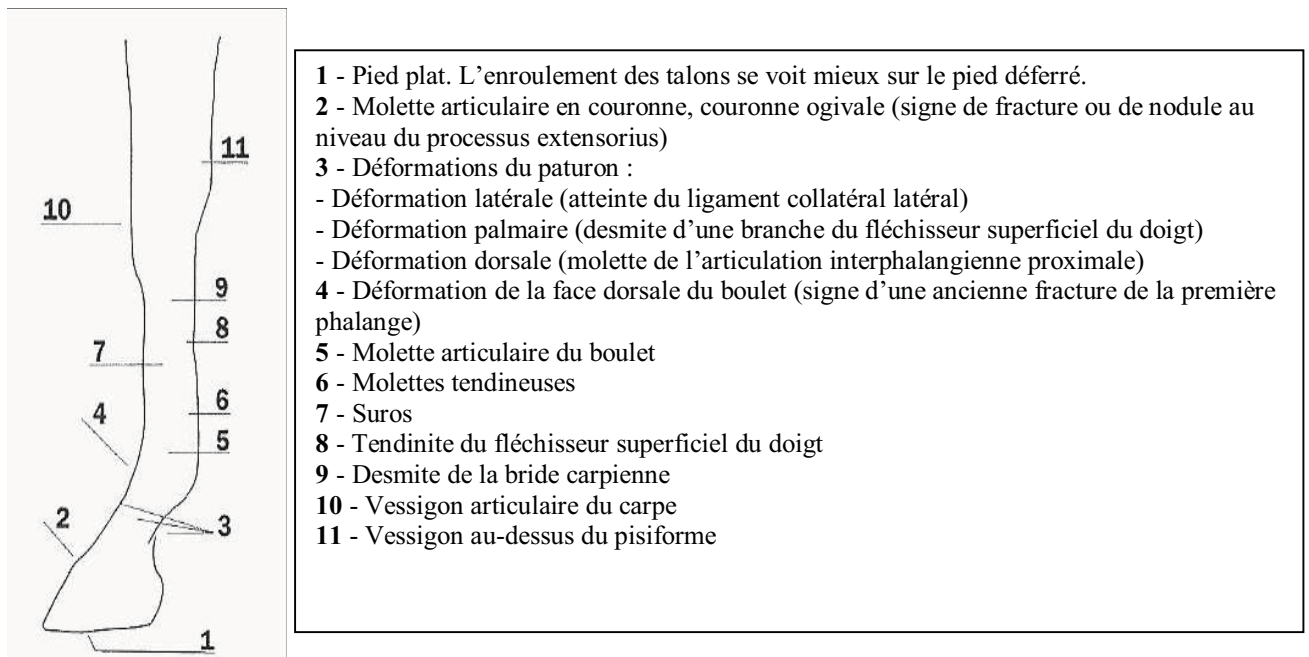 1 - Pied plat. L’enroulement des talons se voit mieux sur le pied déferré.
2 - Molette articulaire en couronne, couronne ogivale (signe de fracture ou de nodule au
niveau du processus extensorius)
3 - Déformations du paturon :
- Déformation latérale (atteinte du ligament collatéral latéral)
- Déformation palmaire (desmite d’une branche du fléchisseur superficiel du doigt)
- Déformation dorsale (molette de l’articulation interphalangienne proximale)
4 - Déformation de la face dorsale du boulet (signe d’une ancienne fracture de la première
phalange)
5 - Molette articulaire du boulet
6 - Molettes tendineuses
7 - Suros
8 - Tendinite du fléchisseur superficiel du doigt
9 - Desmite de la bride carpienne
10 - Vessigon articulaire du carpe
11 - Vessigon au-dessus du pisiforme
11
10
9
8
7
6
4
5
2
3
1